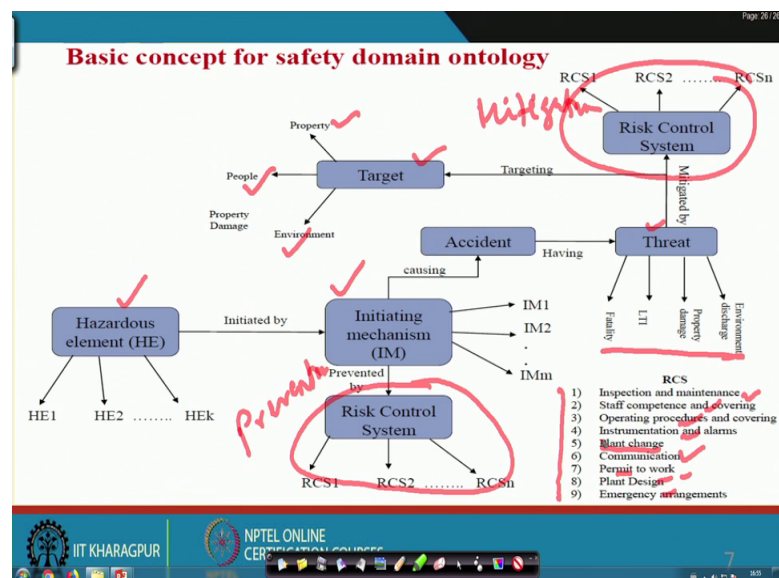 Page: 26 / 26
Basic concept for safety domain ontology
RCS1 RCS2 ........ RCSn
Mitigation
Risk Control
System
Property
People
Property
Damage
Environment
Target
Targeting
Mitigated by
Accident
Having
Threat
causing
Fatality
LTI
Property
damage
Environment
discharge
Hazardous
element (HE)
Initiated by
Initiating
mechanism
(IM)
IM1
IM2
.
.
IMm
HE1 HE2 ........ HEk
Prevented
by
Risk Control
System
RCS1 RCS2 ........ RCSn
RCS
1) Inspection and maintenance
2) Staff competence and covering
3) Operating procedures and covering
4) Instrumentation and alarms
5) Plant change
6) Communication
7) Permit to work
8) Plant Design
9) Emergency arrangements
IIT KHARAGPUR
NPTEL ONLINE
CERTIFICATION COURSES
7
16:55